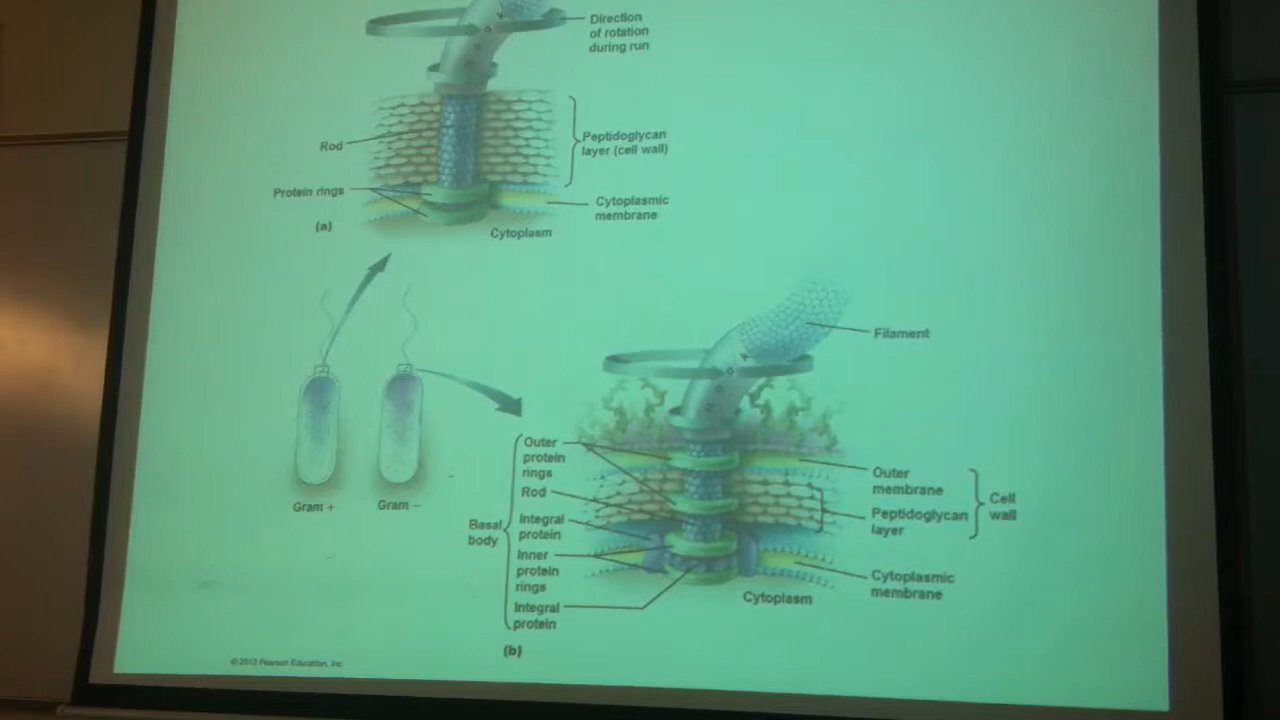 Direction
of rotation
during run
Rod
Peptidoglycan
layer (cell wall)
Protein rings
Cytoplasmic
membrane
(a)
Cytoplasm
Filament
Gram +
Gram –
Outer
protein
rings
Rod
Integral
protein
Inner
protein
rings
Integral
protein
Basal
body
Outer
membrane
Peptidoglycan
layer
Cell
wall
Cytoplasmic
membrane
Cytoplasm
(b)
© 2012 Pearson Education, Inc.